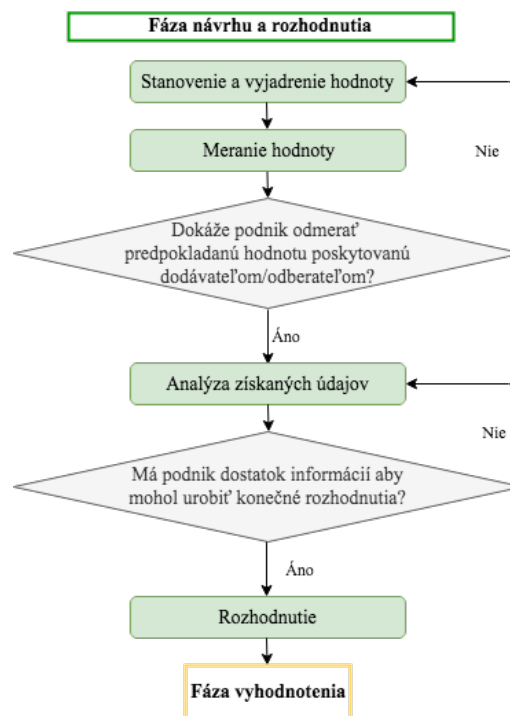 Fáza návrhu a rozhodnutia
Stanovenie a vyjadrenie hodnoty
Meranie hodnoty
Nie
Dokáže podnik odmerať
predpokladanú hodnotu poskytovanú
dodávateľom/odberateľom?
Áno
Analýza získaných údajov
Nie
Má podnik dostatok informácií aby
mohol urobiť konečné rozhodnutia?
Áno
Rozhodnutie
Fáza vyhodnotenia